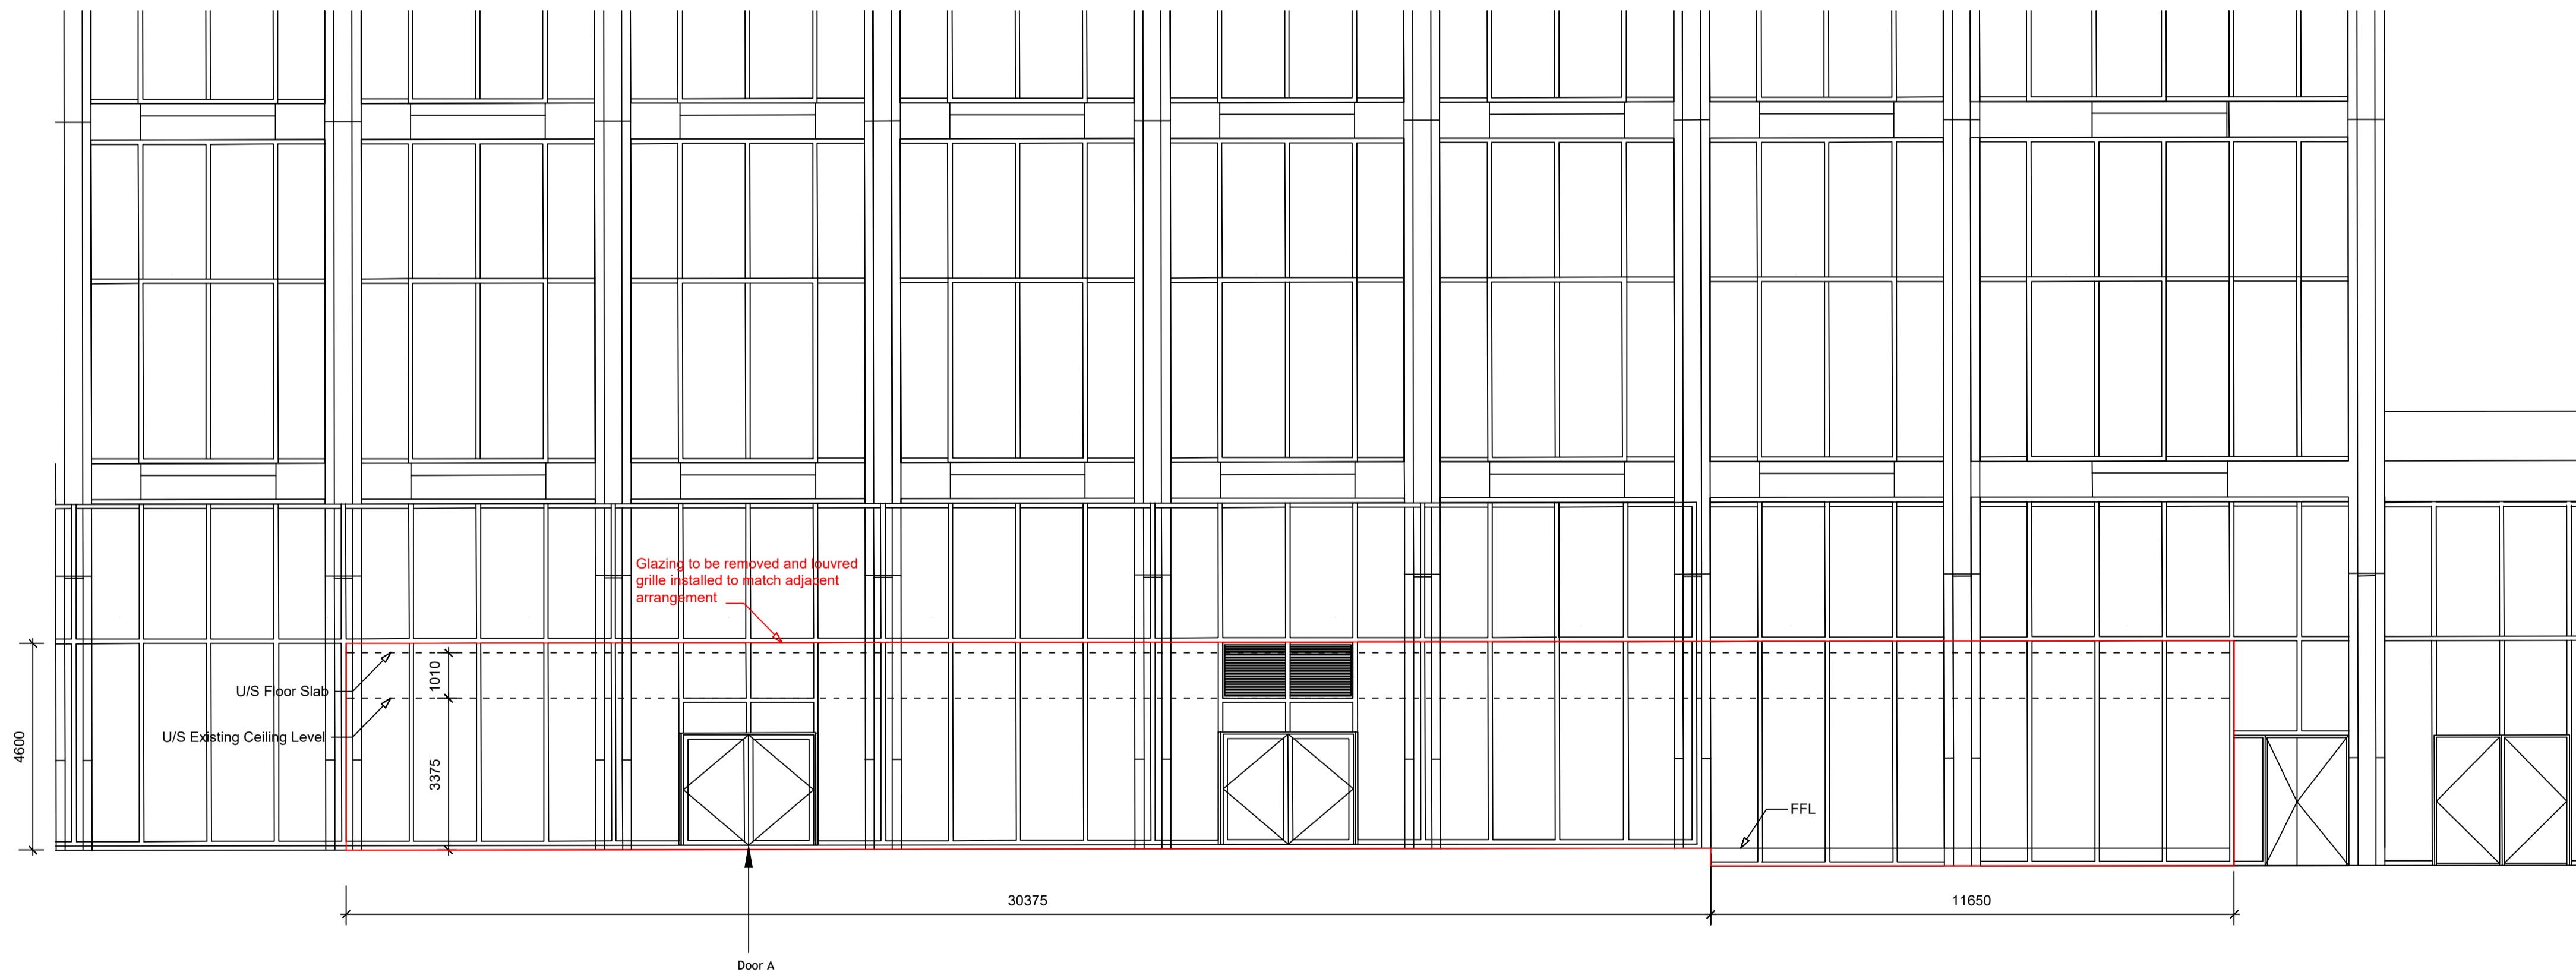 Glazing to be removed and louvred
grille installed to match adjacent
arrangement
U/S Floor Slab
1010
U/S Existing Ceiling Level
4600
3375
FFL
30375
11650
Door A